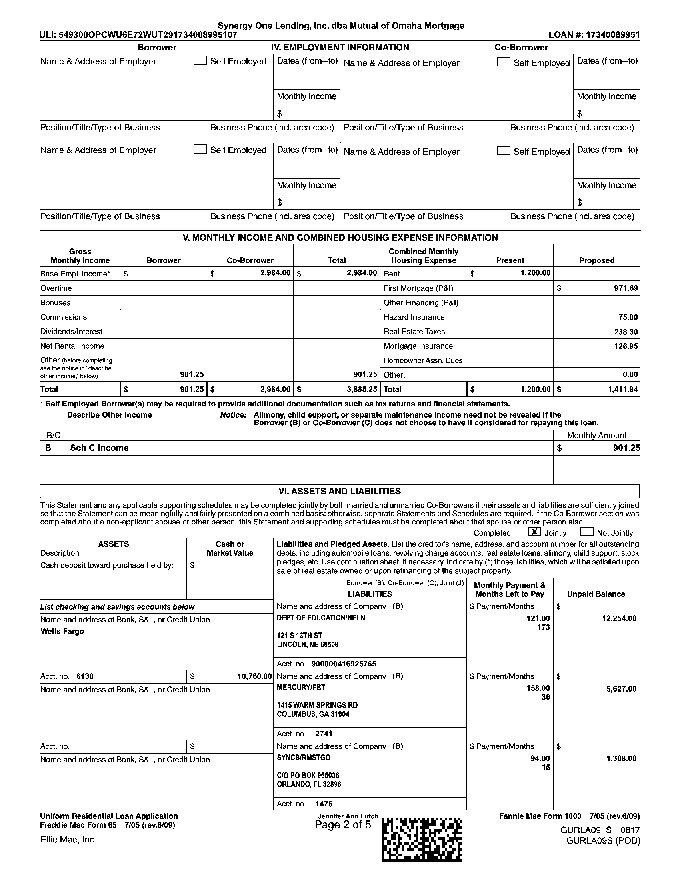 Synergy One Lending, Inc. dba Mutual of Omaha Mortgage
ULI: 549300OPCWU6E72WUT291734008995107 LOAN #: 17340089951
Borrower IV. EMPLOYMENT INFORMATION Co-Borrower
Name & Address of Employer Self Employed Dates (from–to) Name & Address of Employer Self Employed Dates (from–to)
Monthly Income Monthly Income
$ $
Position/Title/Type of Business Business Phone (incl. area code) Position/Title/Type of Business Business Phone (incl. area code)
Name & Address of Employer Self Employed Dates (from–to) Name & Address of Employer Self Employed Dates (from–to)
Monthly Income Monthly Income
$ $
Position/Title/Type of Business Business Phone (incl. area code) Position/Title/Type of Business Business Phone (incl. area code)
V. MONTHLY INCOME AND COMBINED HOUSING EXPENSE INFORMATION
Gross Monthly Income Borrower Co-Borrower Total Combined Monthly Housing Expense Present Proposed
Base Empl. Income* $ $ 2,984.00 $ 2,984.00 Rent $ 1,200.00
Overtime First Mortgage (P&I) $ 971.69
Bonuses Other Financing (P&I)
Commissions Hazard Insurance 75.00
Dividends/Interest Real Estate Taxes 238.30
Net Rental Income Mortgage Insurance 126.95
Other (before completing, see the notice in "describe other income," below) 901.25 901.25 Homeowner Assn. Dues
Other: 0.00
Total $ 901.25 $ 2,984.00 $ 3,885.25 Total $ 1,200.00 $ 1,411.94
* Self Employed Borrower(s) may be required to provide additional documentation such as tax returns and financial statements.
Describe Other Income Notice: Alimony, child support, or separate maintenance income need not be revealed if the
Borrower (B) or Co-Borrower (C) does not choose to have it considered for repaying this loan.
B/C Monthly Amount
B Sch C Income $ 901.25
VI. ASSETS AND LIABILITIES
This Statement and any applicable supporting schedules may be completed jointly by both married and unmarried Co-Borrowers if their assets and liabilities are sufficiently joined
so that the Statement can be meaningfully and fairly presented on a combined basis; otherwise, separate Statements and Schedules are required. If the Co-Borrower section was
completed about a non-applicant spouse or other person, this Statement and supporting schedules must be completed about that spouse or other person also.
Completed X Jointly Not Jointly
ASSETS Cash or Market Value
Description
Cash deposit toward purchase held by: $
Liabilities and Pledged Assets. List the creditor's name, address, and account number for all outstanding
debts, including automobile loans, revolving charge accounts, real estate loans, alimony, child support, stock
pledges, etc. Use continuation sheet, if necessary. Indicate by (*) those liabilities, which will be satisfied upon
sale of real estate owned or upon refinancing of the subject property.
Borrower (B), Co-Borrower (C), Joint (J)
LIABILITIES Monthly Payment & Months Left to Pay Unpaid Balance
List checking and savings accounts below
Name and address of Bank, S&L, or Credit Union
Wells Fargo
Acct. no. 6130 $ 10,760.00
Name and address of Company (B) $ Payment/Months $
DEPT OF EDUCATION/NELN 121.00 12,254.00
173
121 S 13TH ST
LINCOLN, NE 68508
Acct. no. 900000416925765
Name and address of Bank, S&L, or Credit Union
Acct. no. $
Name and address of Company (B) $ Payment/Months $
MERCURY/FBT 158.00 5,627.00
36
1415 WARM SPRINGS RD
COLUMBUS, GA 31904
Acct. no. 2741
Name and address of Bank, S&L, or Credit Union
Name and address of Company (B) $ Payment/Months $
SYNCB/RMSTGO 94.00 1,308.00
C/O PO BOX 965036
ORLANDO, FL 32896
Acct. no. 1476
Uniform Residential Loan Application
Freddie Mac Form 65 7/05 (rev.6/09)
Ellie Mae, Inc.
Page 2 of 5
Fannie Mae Form 1003 7/05 (rev.6/09)
GURLA09_S 0817
GURLA09S (POD)